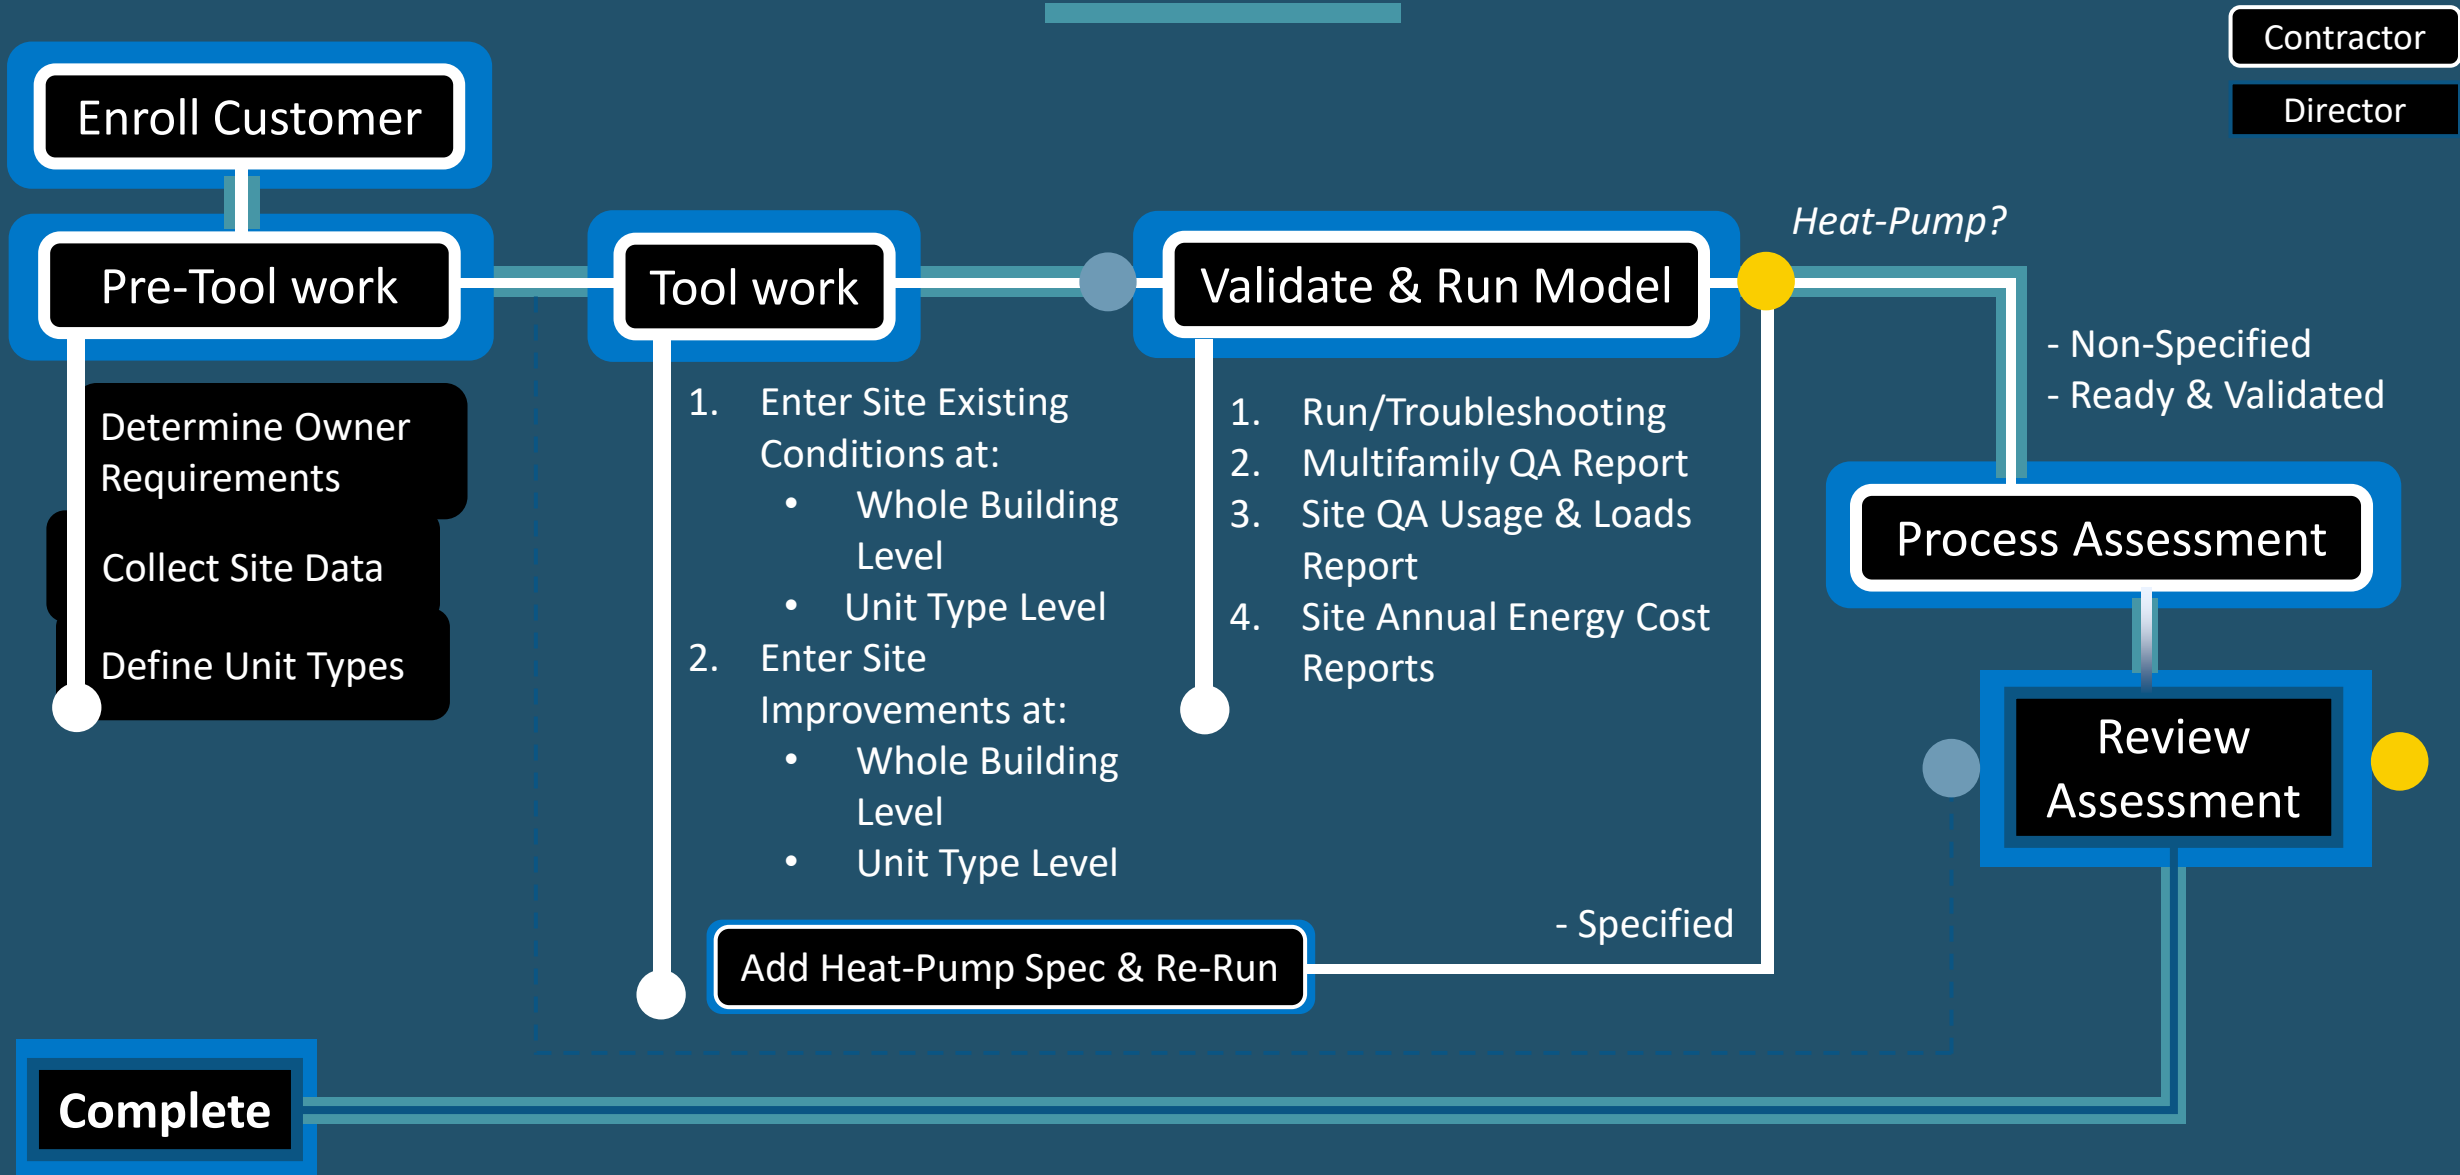 Contractor
Director
Enroll Customer
Pre-Tool work
Determine Owner
Requirements
Collect Site Data
Define Unit Types
Tool work
1. Enter Site Existing
Conditions at:
• Whole Building
Level
• Unit Type Level
2. Enter Site
Improvements at:
• Whole Building
Level
• Unit Type Level
Validate & Run Model
1. Run/Troubleshooting
2. Multifamily QA Report
3. Site QA Usage & Loads
Report
4. Site Annual Energy Cost
Reports
Heat-Pump?
- Non-Specified
- Ready & Validated
- Specified
Add Heat-Pump Spec & Re-Run
Process Assessment
Review
Assessment
Complete